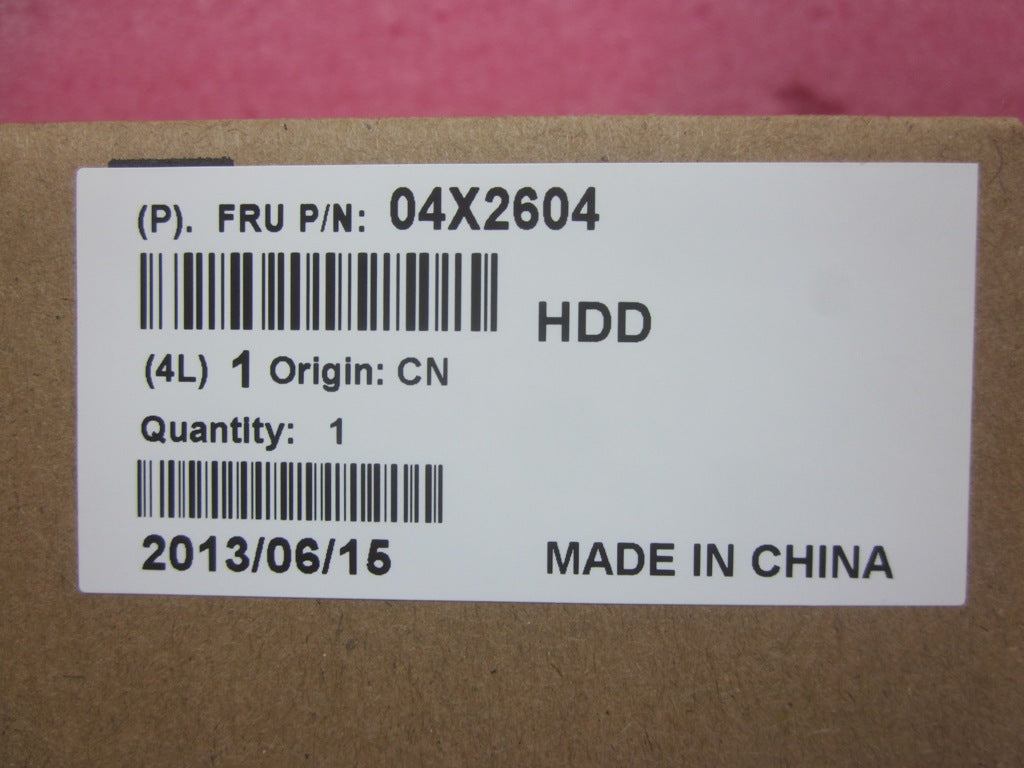 (P). FRU P/N: 04X2604
HDD
(4L) 1 Origin: CN
Quantity: 1
2013/06/15
MADE IN CHINA